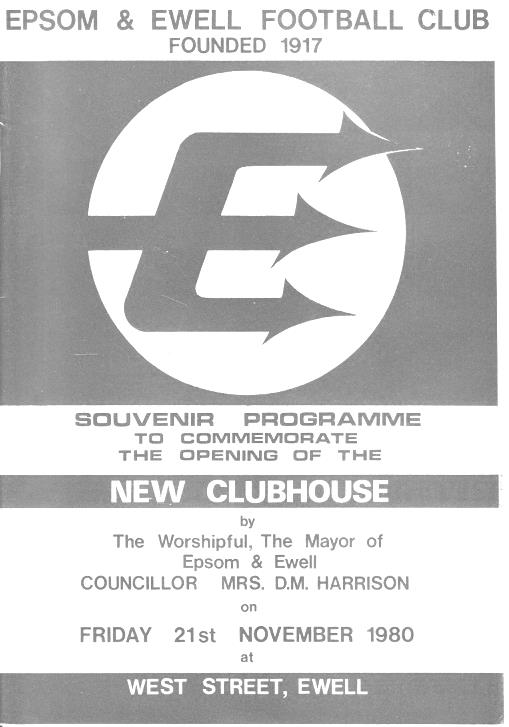 EPSOM & EWELL FOOTBALL CLUB
FOUNDED 1917
SOUVENIR PROGRAMME
TO COMMEMORATE
THE OPENING OF THE
NEW CLUBHOUSE
by
The Worshipful, The Mayor of
Epsom & Ewell
COUNCILLOR MRS. D.M. HARRISON
on
FRIDAY 21st NOVEMBER 1980
at
WEST STREET, EWELL